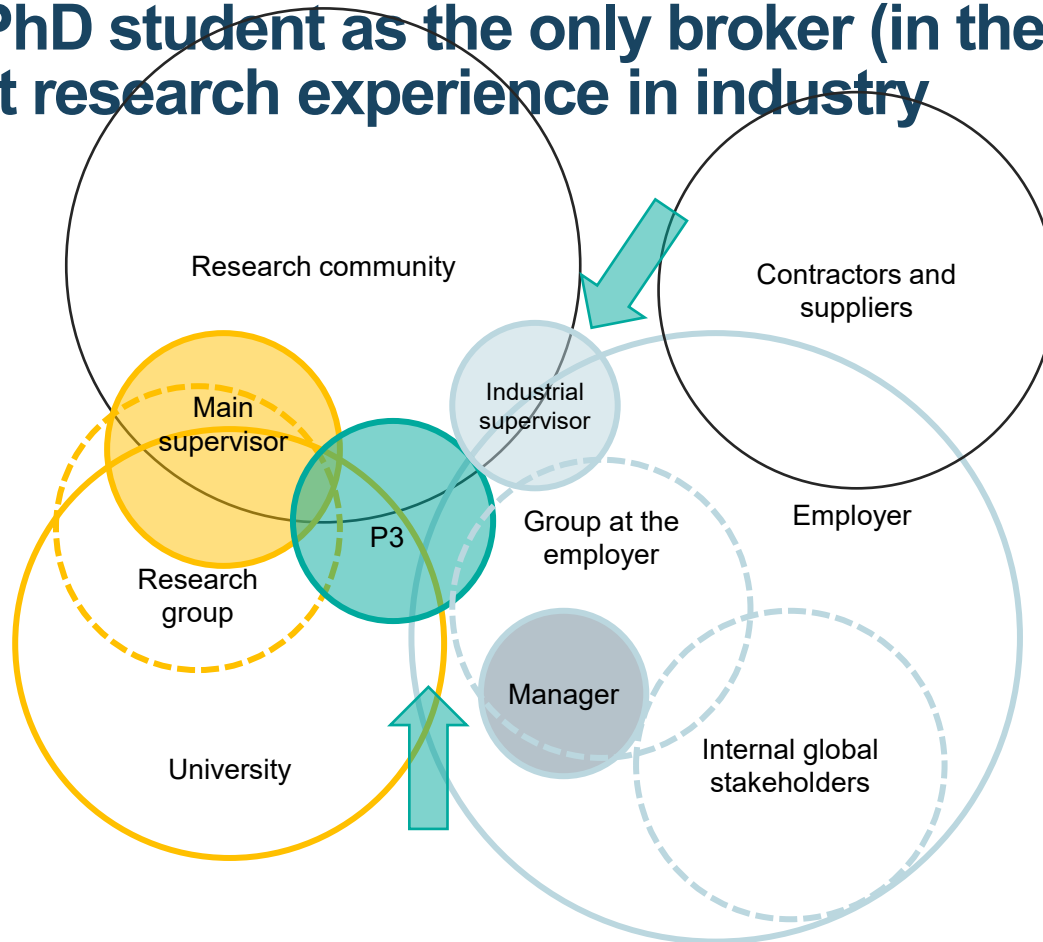 PhD student as the only broker (in the
t research experience in industry
Research community
Contractors and
suppliers
Industrial
supervisor
Main
supervisor
P3
Group at the
employer
Employer
Research
group
Manager
University
Internal global
stakeholders